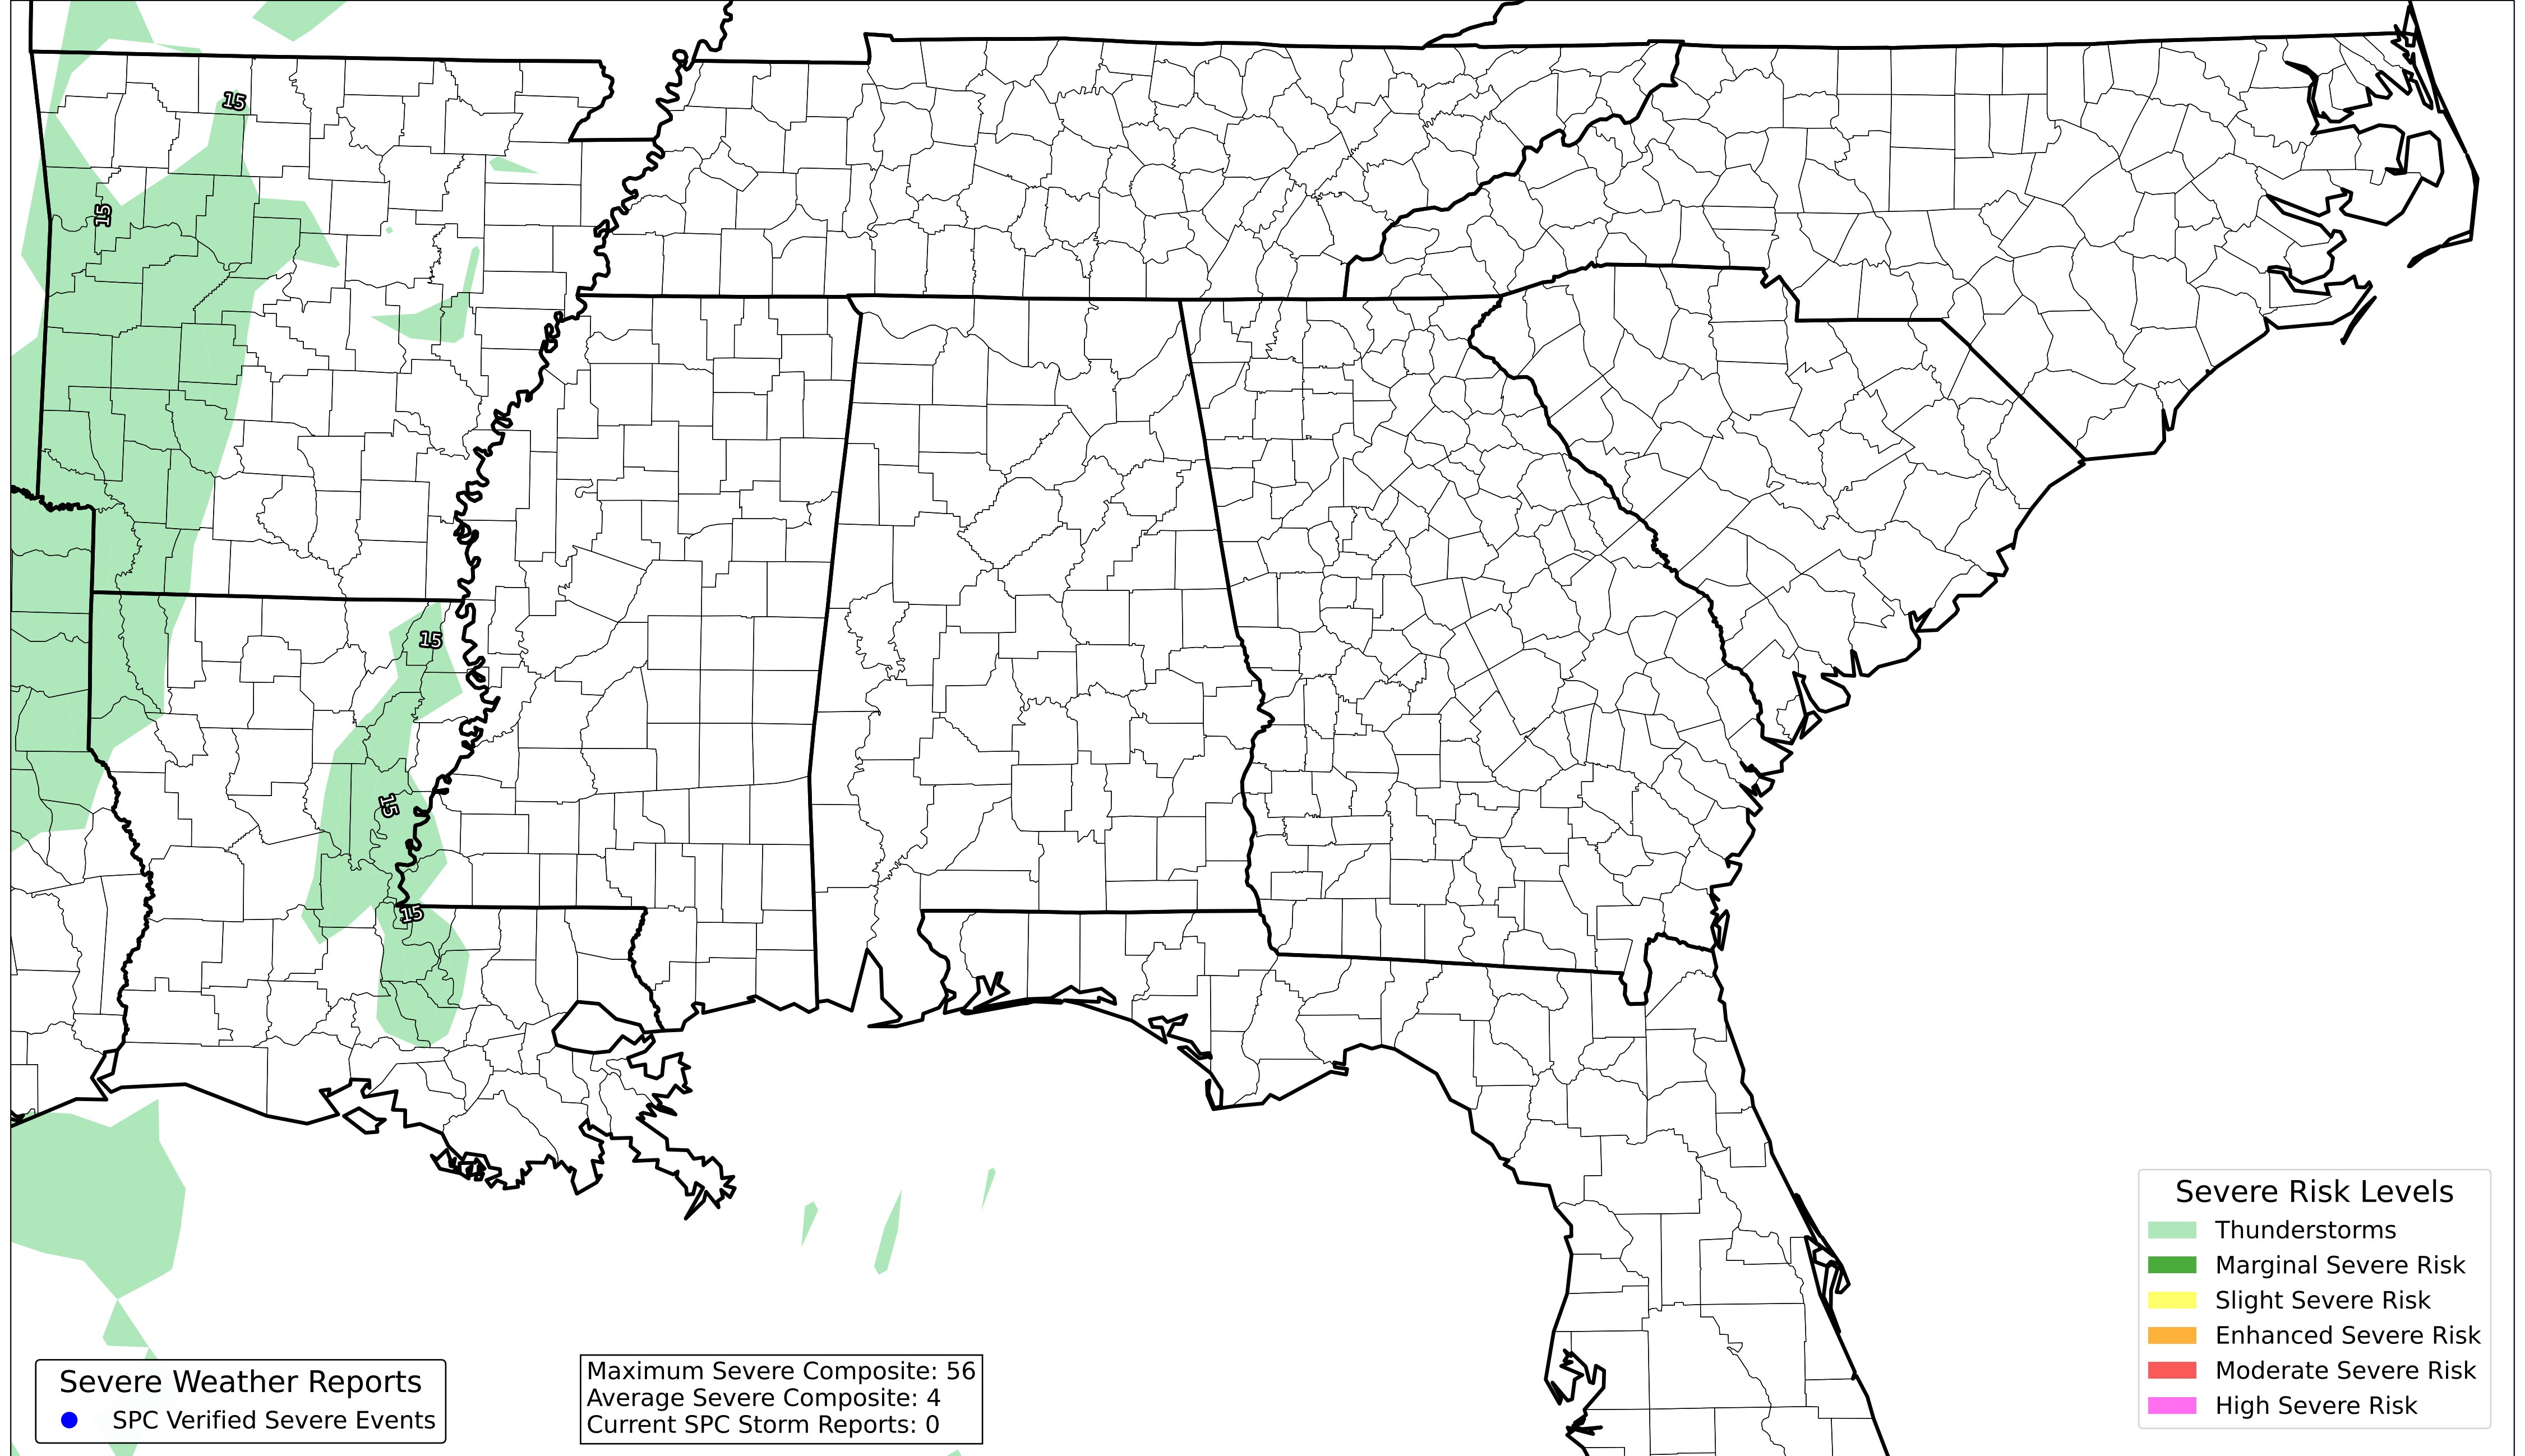 15
15
15
15
15
Severe Risk Levels
Thunderstorms
Marginal Severe Risk
Slight Severe Risk
Enhanced Severe Risk
Moderate Severe Risk
High Severe Risk
Severe Weather Reports
SPC Verified Severe Events
Maximum Severe Composite: 56
Average Severe Composite: 4
Current SPC Storm Reports: 0